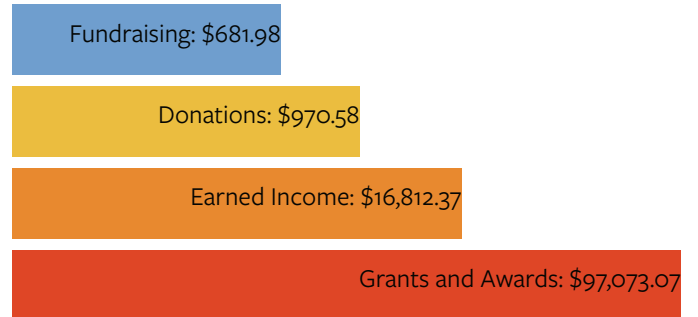 Fundraising: $681.98
Donations: $970.58
Earned Income: $16,812.37
Grants and Awards: $97,073.07